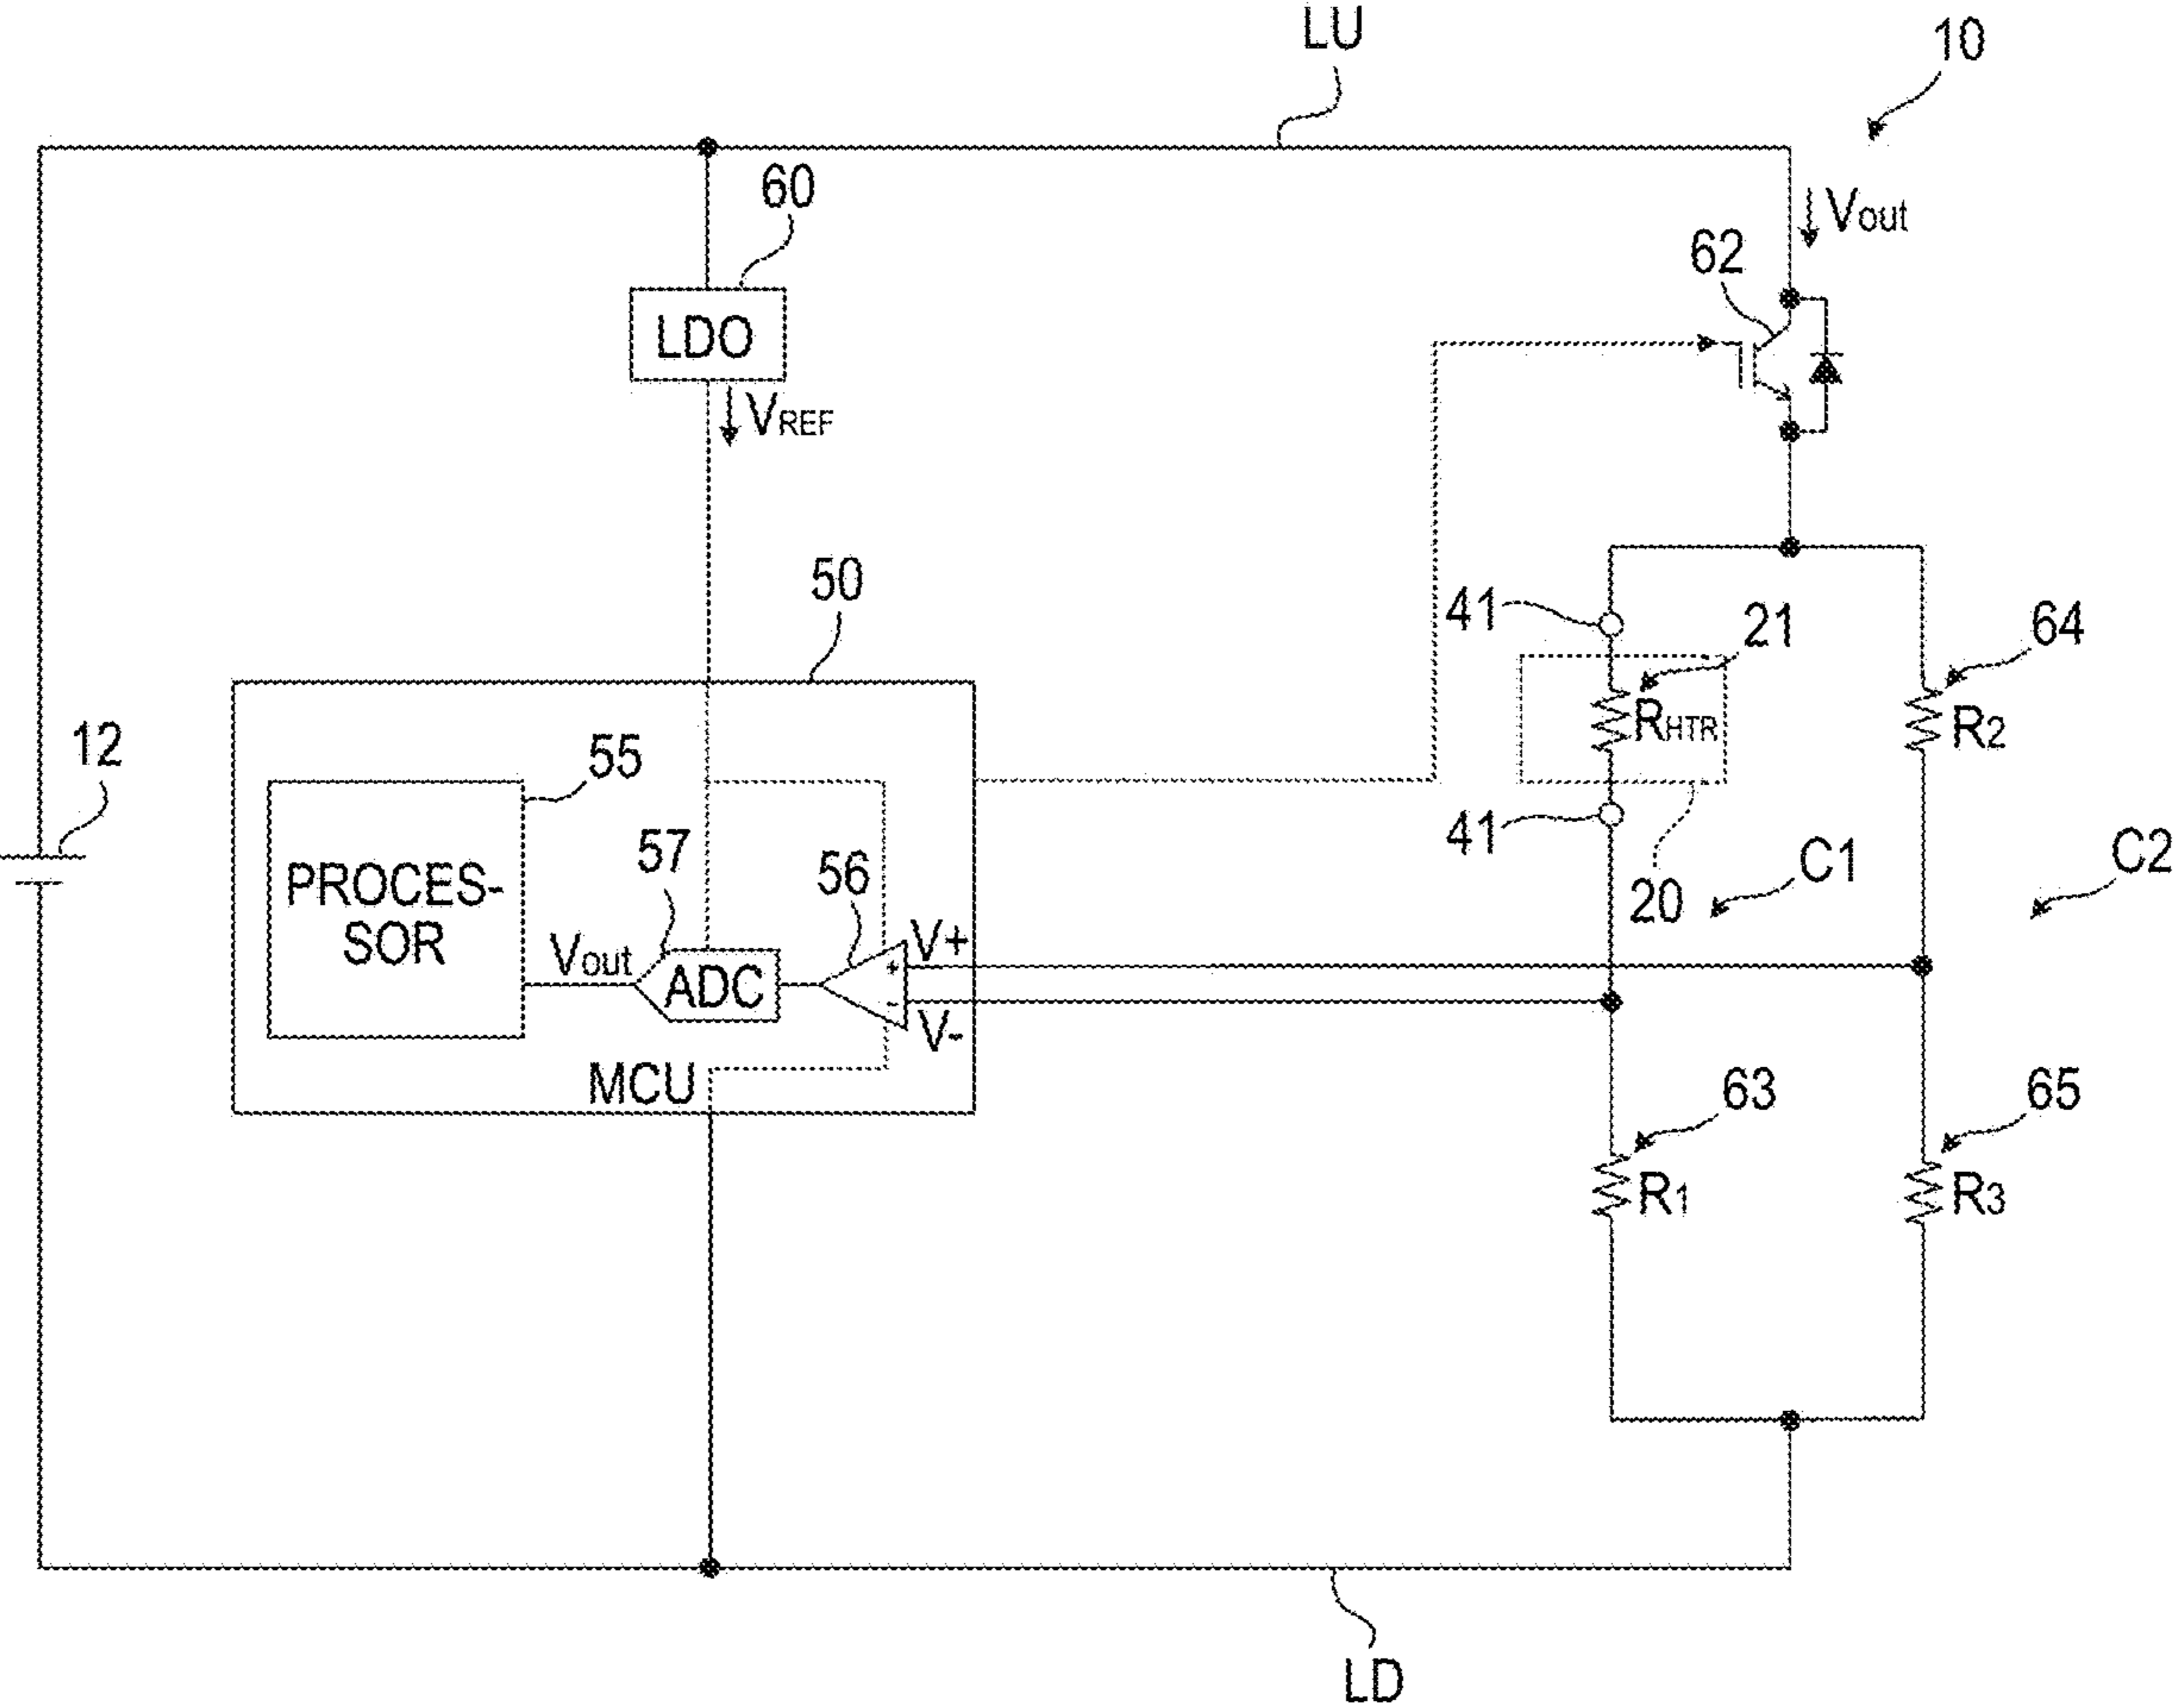 LU
10
60
Vout
62
LDO
VREF
50
41
21
64
RHTR
R2
12
55
57
56
41
C1
C2
PROCES-
SOR
20
V+
Vout
ADC
+
-
V-
MCU
63
65
R1
R3
LD